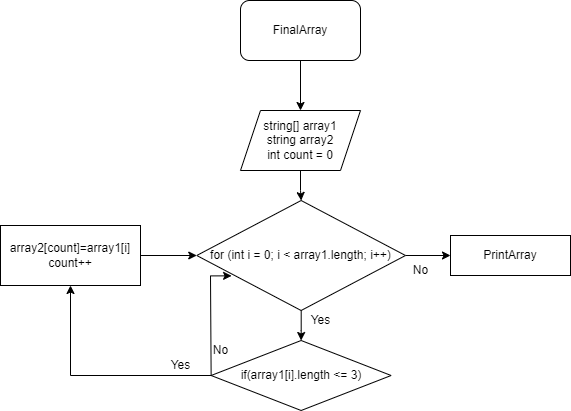 FinalArray
string[] array1
string array2
int count = 0
for (int i = 0; i < array1.length; i++)
No
PrintArray
array2[count]=array1[i]
count++
Yes
No
Yes
if(array1[i].length <= 3)